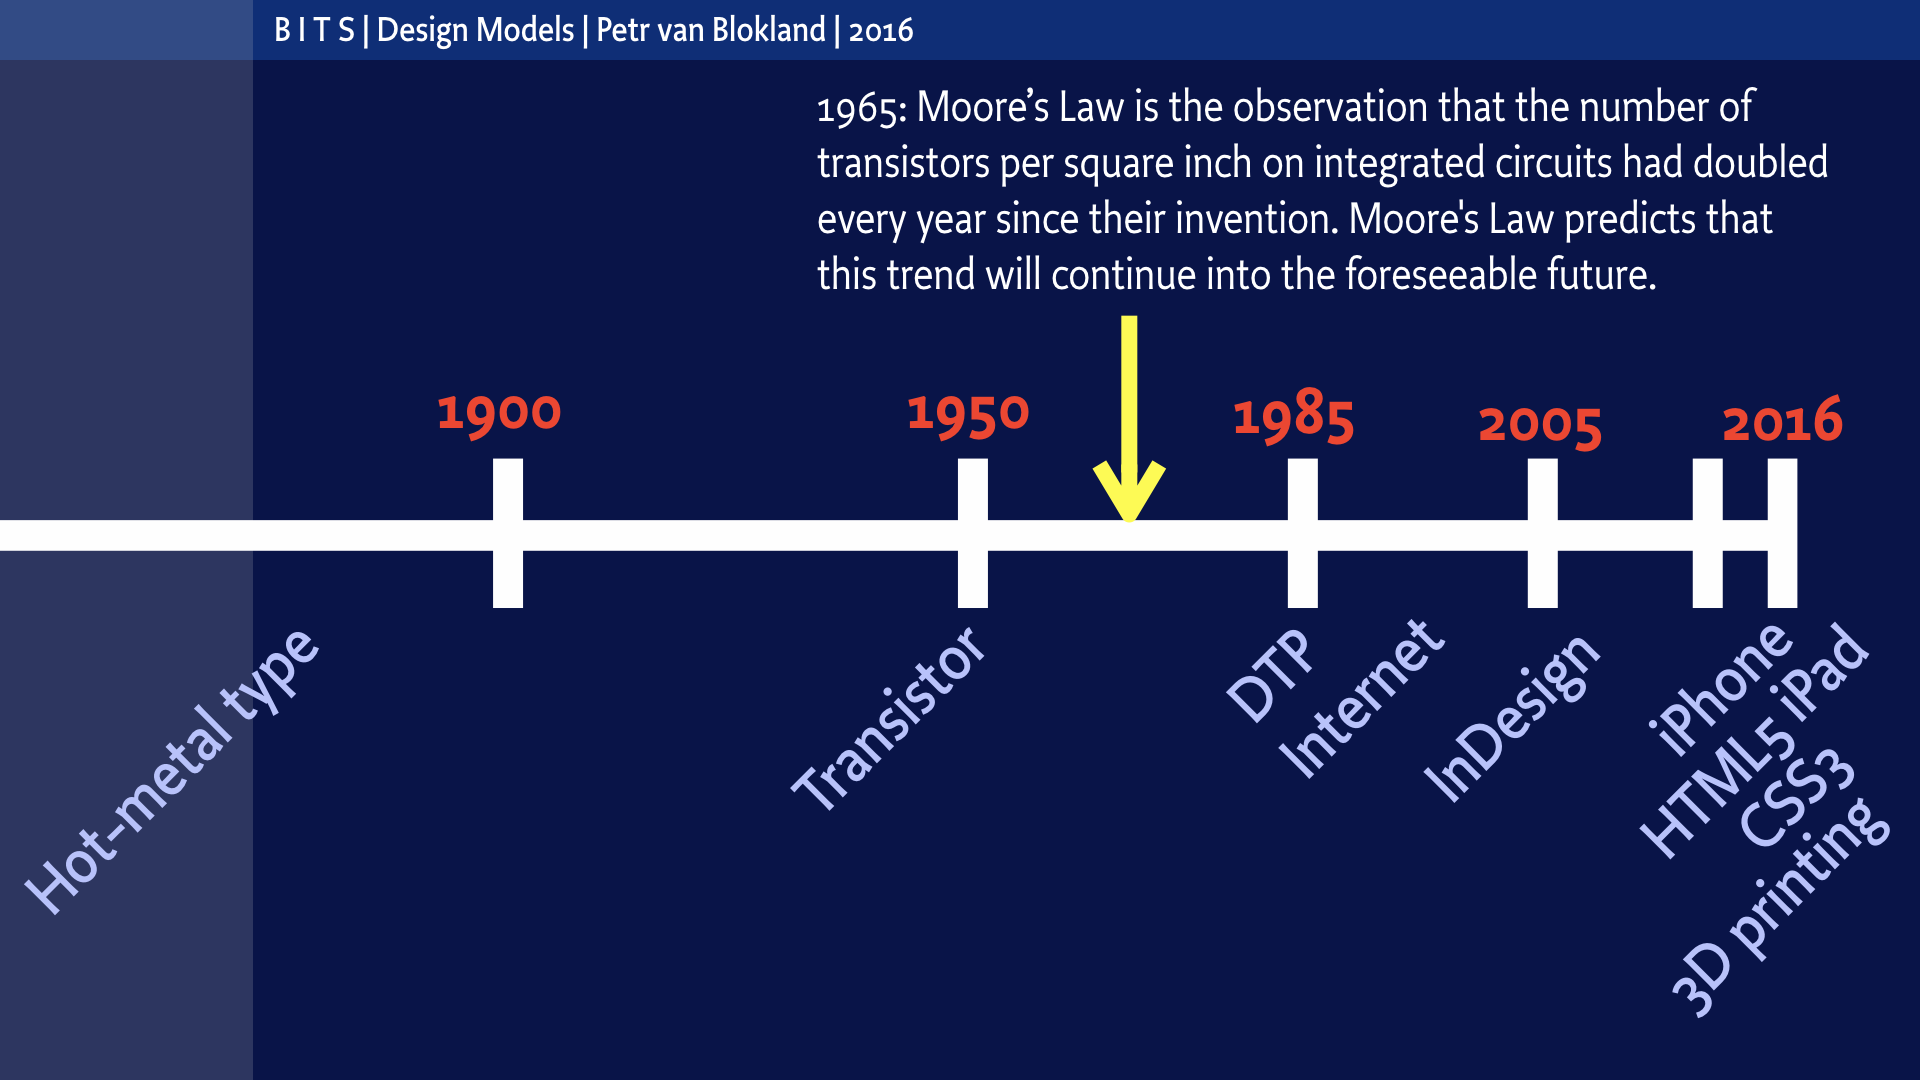 B I T S | Design Models | Petr van Blokland | 2016
1965: Moore’s Law is the observation that the number of
transistors per square inch on integrated circuits had doubled
every year since their invention. Moore's Law predicts that
this trend will continue into the foreseeable future.
1900
1950
1985
2005
2016
Hot-metal type
Transistor
DTP
Internet
InDesign
iPhone
HTML5 iPad
CSS3
3D printing